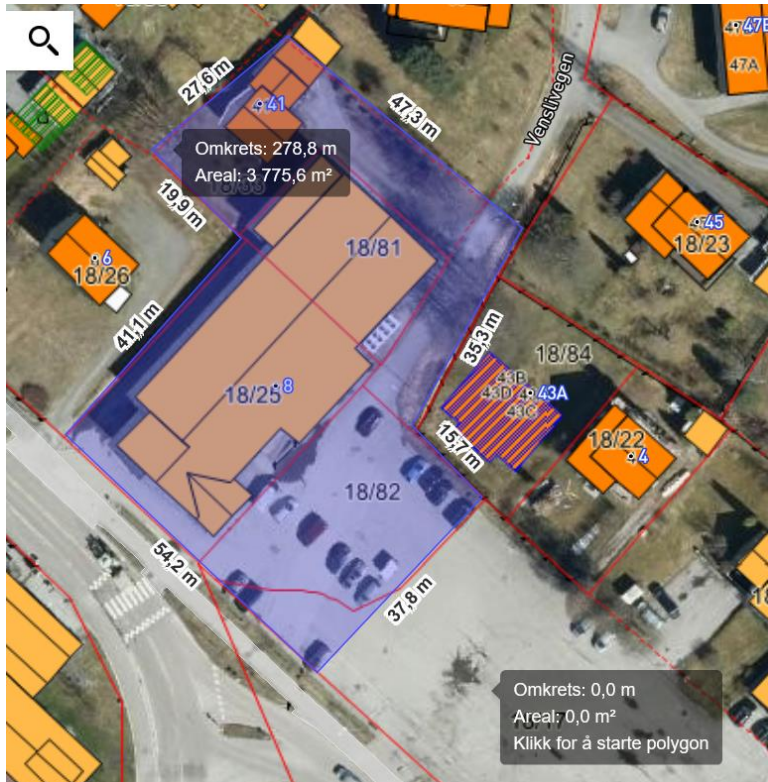 47B
47A
27,6 m
47,3 m
Venslivegen
41
Omkrets: 278,8 m
Areal: 3 775,6 m²
19,9 m
45
18/23
18/81
6
18/26
41,1 m
35,3 m
18/84
43B
43D
43A
43C
18/25
8
15,7 m
18/22
4
18/82
54,2 m
37,8 m
Omkrets: 0,0 m
Areal: 0,0 m²
Klikk for å starte polygon